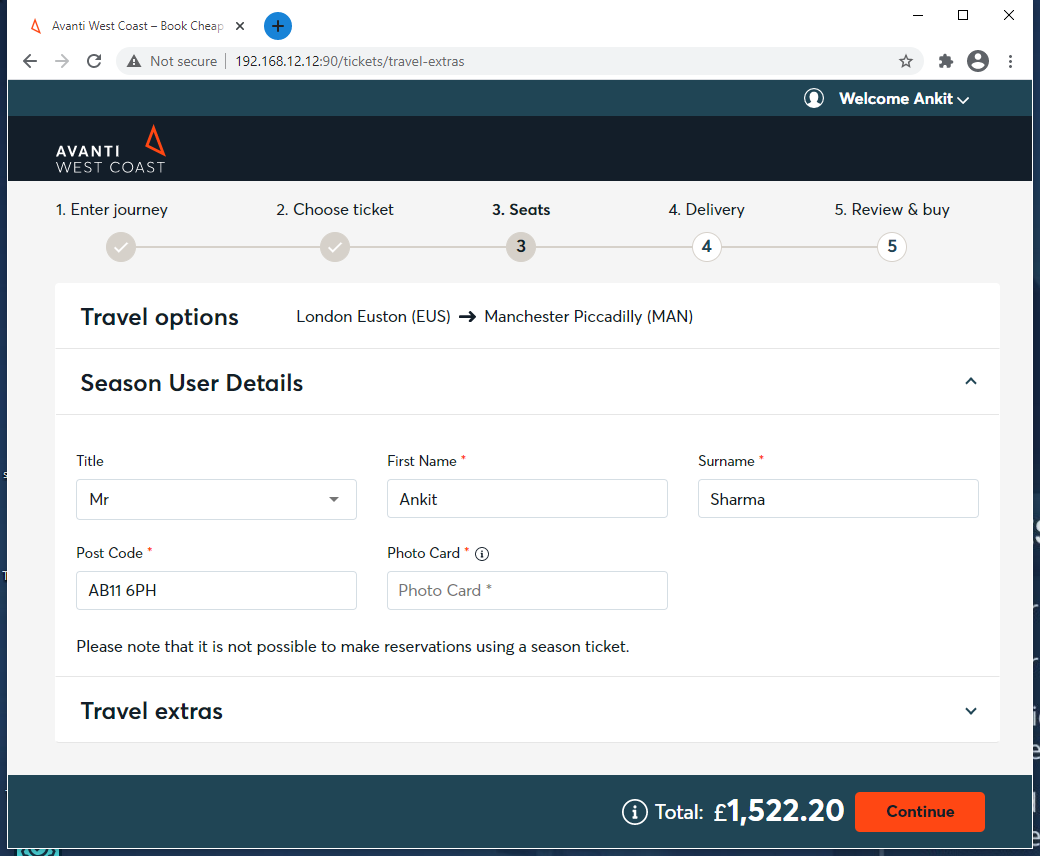 Avanti West Coast – Book Cheap
Not secure 192.168.12.12:90/tickets/travel-extras
Welcome Ankit
AVANTI
WEST COAST
1. Enter journey 2. Choose ticket 3. Seats 4. Delivery 5. Review & buy
3 4 5
Travel options London Euston (EUS) → Manchester Piccadilly (MAN)
Season User Details
Title First Name * Surname *
Mr Ankit Sharma
Post Code * Photo Card *
AB11 6PH Photo Card *
Please note that it is not possible to make reservations using a season ticket.
Travel extras
Total: £1,522.20 Continue